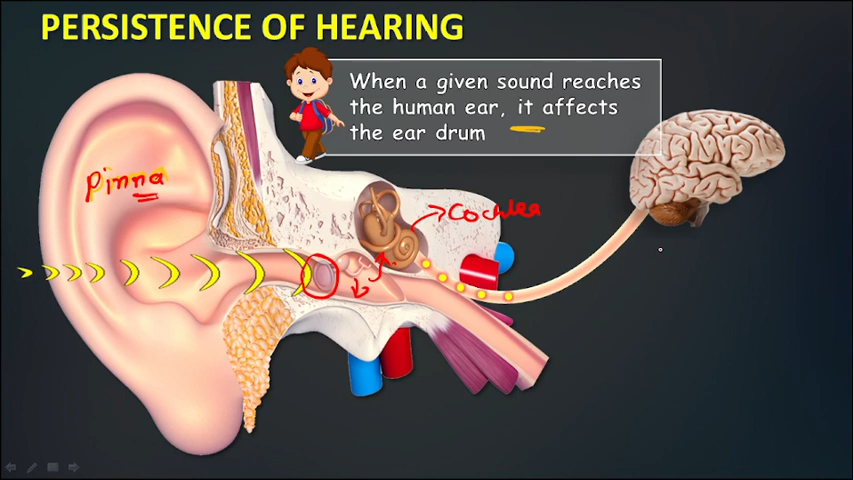 PERSISTENCE OF HEARING
When a given sound reaches
the human ear, it affects
the ear drum
Pinna
Cochlea